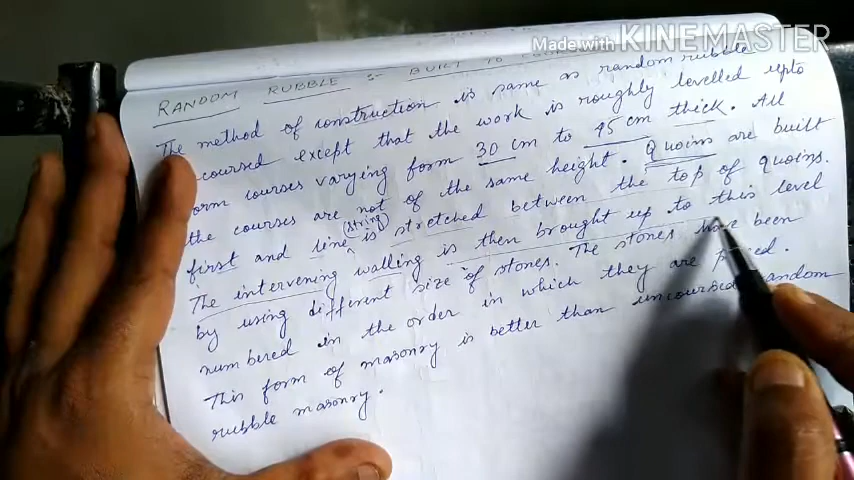 Made with KINEMASTER
RANDOM RUBBLE :- BUILT TO
The method of construction is same as random rubble
coursed except that the work is roughly levelled upto
form courses varying form 30 cm to 45 cm thick. All
the courses are not of the same height. Quoins are built
first and line (string) is stretched between the top of quoins.
The intervening walling is then brought up to this level
by using different size of stones. The stones have been
numbered in the order in which they are placed.
This form of masonry is better than uncoursed random
rubble masonry.